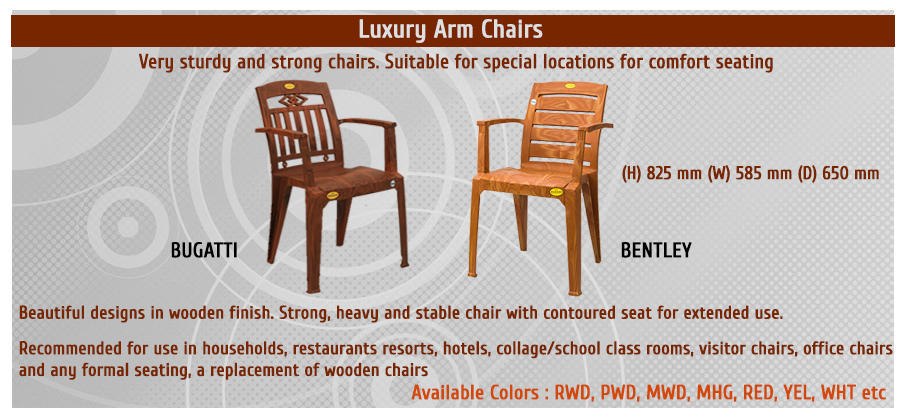 Luxury Arm Chairs
Very sturdy and strong chairs. Suitable for special locations for comfort seating
(H) 825 mm (W) 585 mm (D) 650 mm
BUGATTI
BENTLEY
Beautiful designs in wooden finish. Strong, heavy and stable chair with contoured seat for extended use.
Recommended for use in households, restaurants resorts, hotels, collage/school class rooms, visitor chairs, office chairs
and any formal seating, a replacement of wooden chairs
Available Colors : RWD, PWD, MWD, MHG, RED, YEL, WHT etc